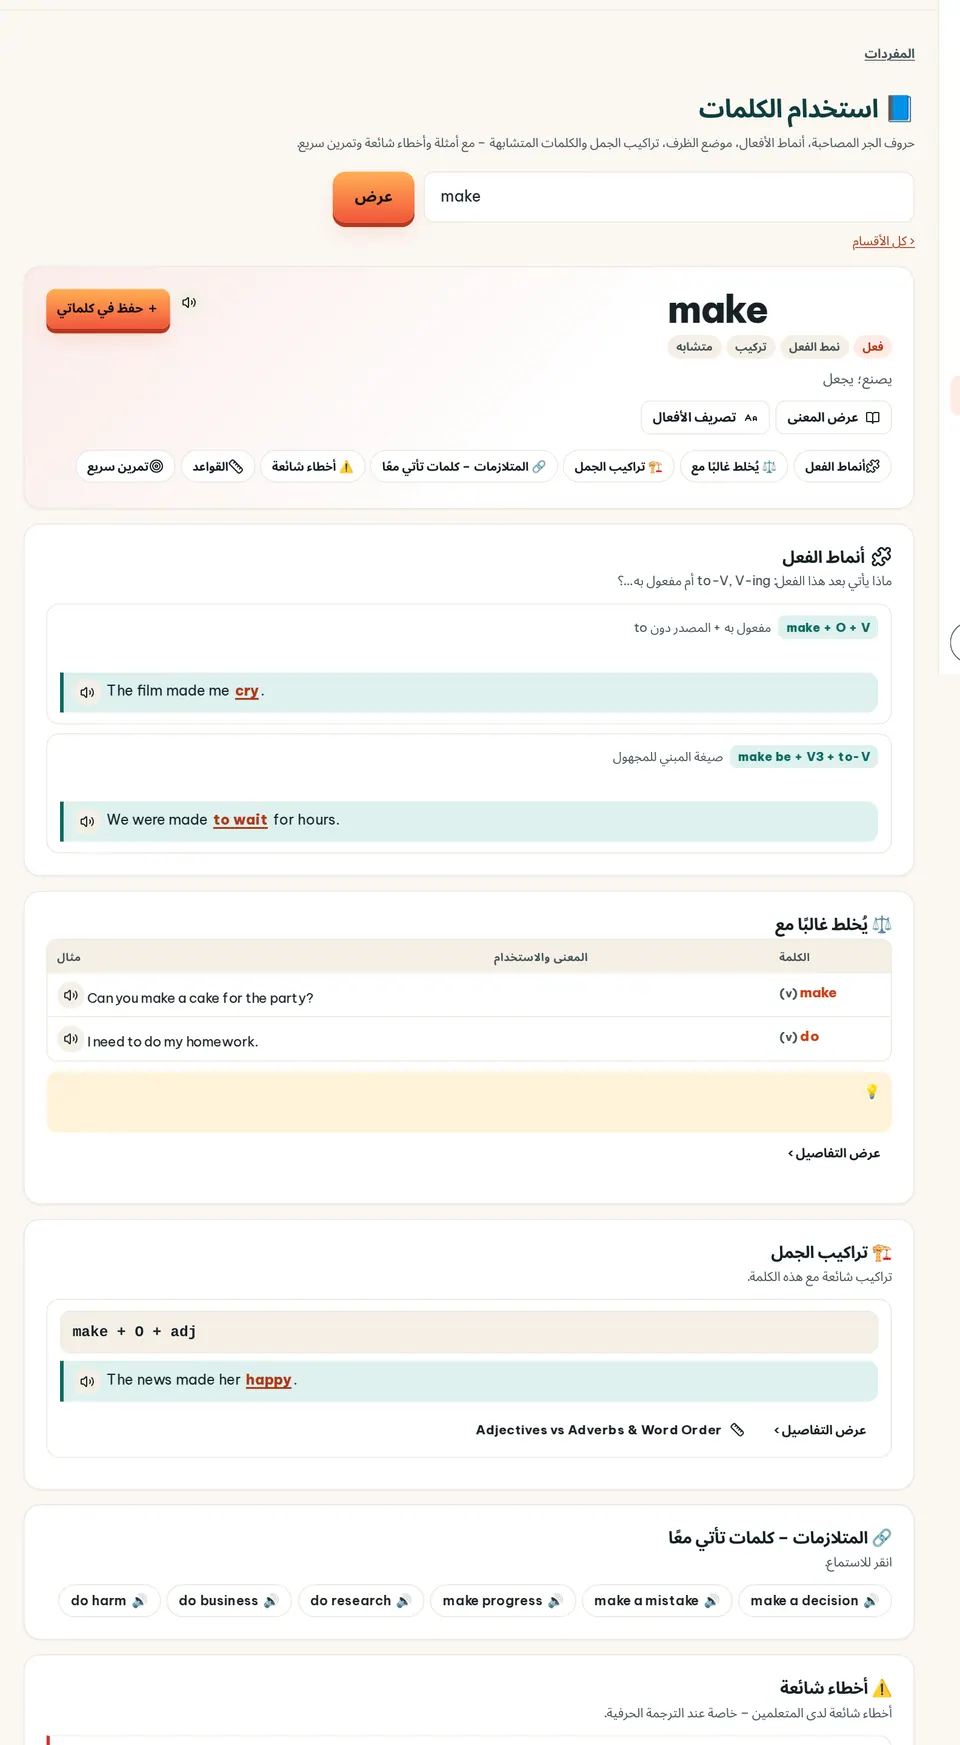 المفردات
📘 استخدام الكلمات
حروف الجر المصاحبة، أنماط الأفعال، موضع الظرف، تراكيب الجمل والكلمات المتشابهة – مع أمثلة وأخطاء شائعة وتمرين سريع.
make
عرض
‹ كل الأقسام
make
+ حفظ في كلماتي
فعل نمط الفعل تركيب متشابه
يصنع؛ يجعل
عرض المعنى
تصريف الأفعال
أنماط الفعل
⚖️ يُخلط غالبًا مع
🏗️ تراكيب الجمل
🔗 المتلازمات – كلمات تأتي معًا
⚠️ أخطاء شائعة
القواعد
تمرين سريع
أنماط الفعل
ماذا يأتي بعد هذا الفعل: to-V, V-ing أم مفعول به...؟
make + O + V مفعول به + المصدر دون to
The film made me cry.
make be + V3 + to-V صيغة المبني للمجهول
We were made to wait for hours.
⚖️ يُخلط غالبًا مع
الكلمة المعنى والاستخدام مثال
make (v) Can you make a cake for the party?
do (v) I need to do my homework.
💡
عرض التفاصيل ›
🏗️ تراكيب الجمل
تراكيب شائعة مع هذه الكلمة.
make + O + adj
The news made her happy.
عرض التفاصيل ›
Adjectives vs Adverbs & Word Order
🔗 المتلازمات – كلمات تأتي معًا
انقر للاستماع.
make a decision 🔊
make a mistake 🔊
make progress 🔊
do research 🔊
do business 🔊
do harm 🔊
⚠️ أخطاء شائعة
أخطاء شائعة لدى المتعلمين – خاصة عند الترجمة الحرفية.